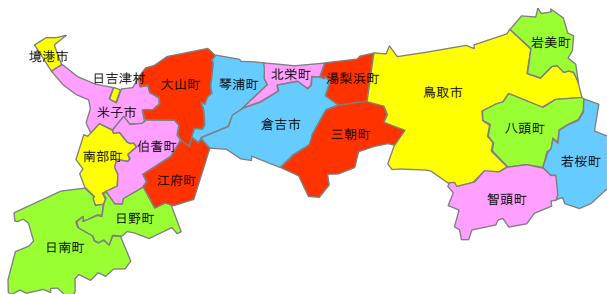 岩美町
境港市
日吉津村
大山町
琴浦町
北栄町
湯梨浜町
鳥取市
米子市
倉吉市
三朝町
八頭町
南部町
伯耆町
若桜町
江府町
智頭町
日野町
日南町